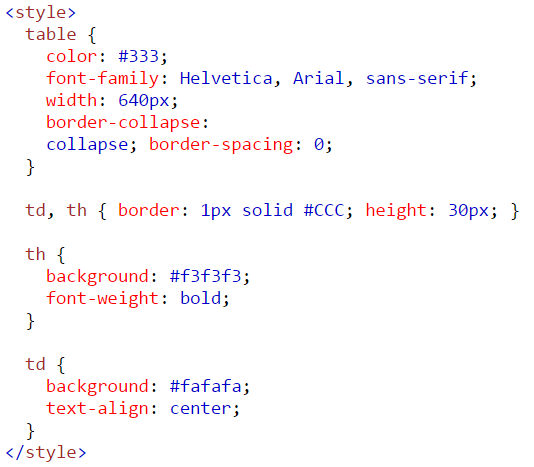 <style>
table {
color: #333;
font-family: Helvetica, Arial, sans-serif;
width: 640px;
border-collapse:
collapse; border-spacing: 0;
}
td, th { border: 1px solid #CCC; height: 30px; }
th {
background: #f3f3f3;
font-weight: bold;
}
td {
background: #fafafa;
text-align: center;
}
</style>